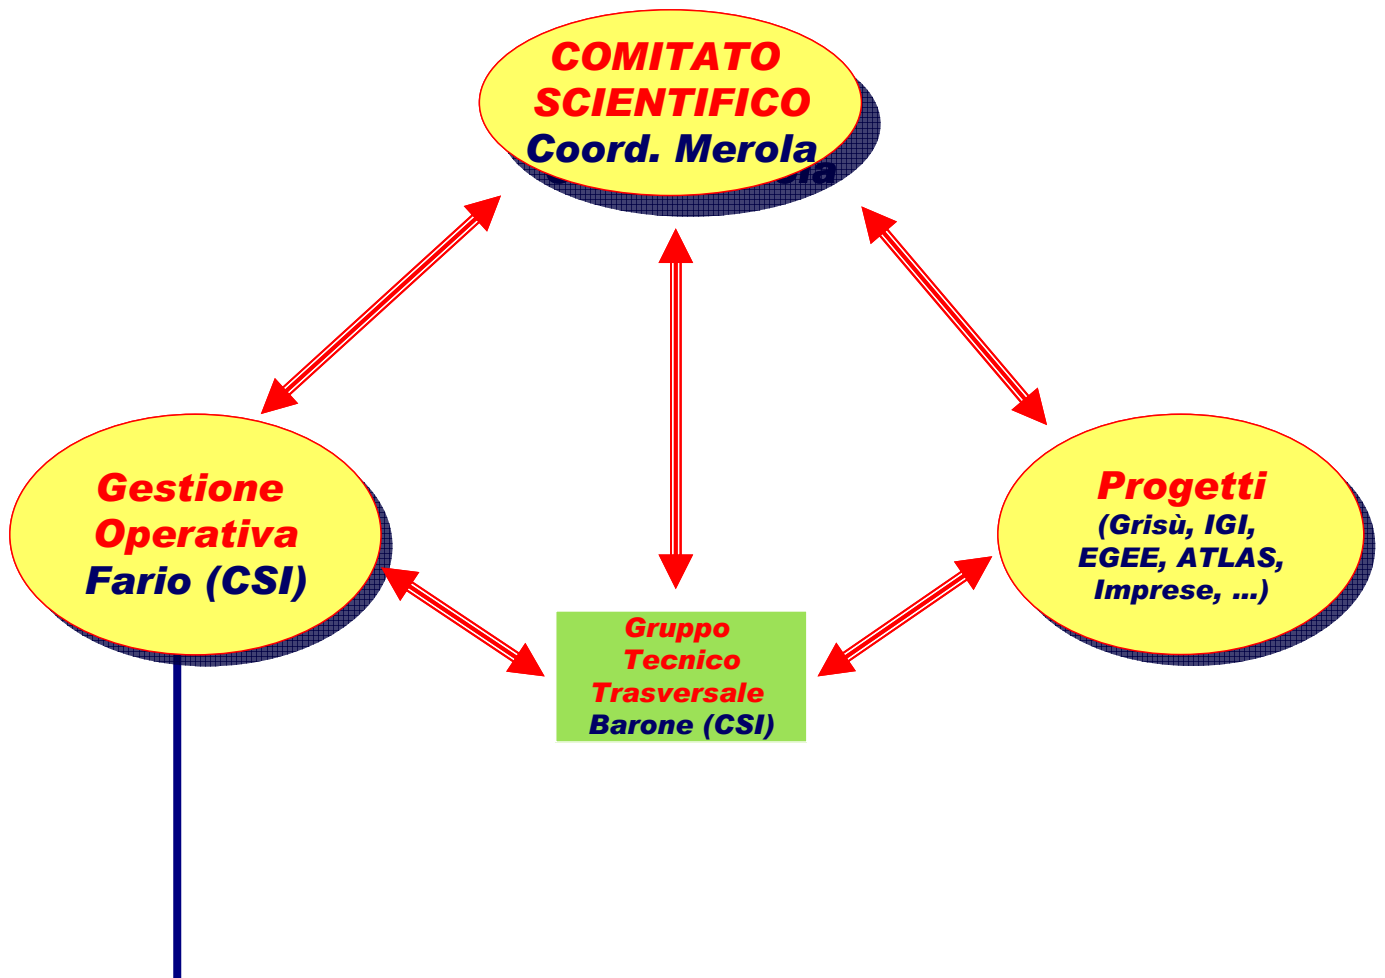 COMITATO
SCIENTIFICO
Coord. Merola
Gestione
Operativa
Fario (CSI)
Progetti
(Grisù, IGI,
EGEE, ATLAS,
Imprese, ...)
Gruppo
Tecnico
Trasversale
Barone (CSI)